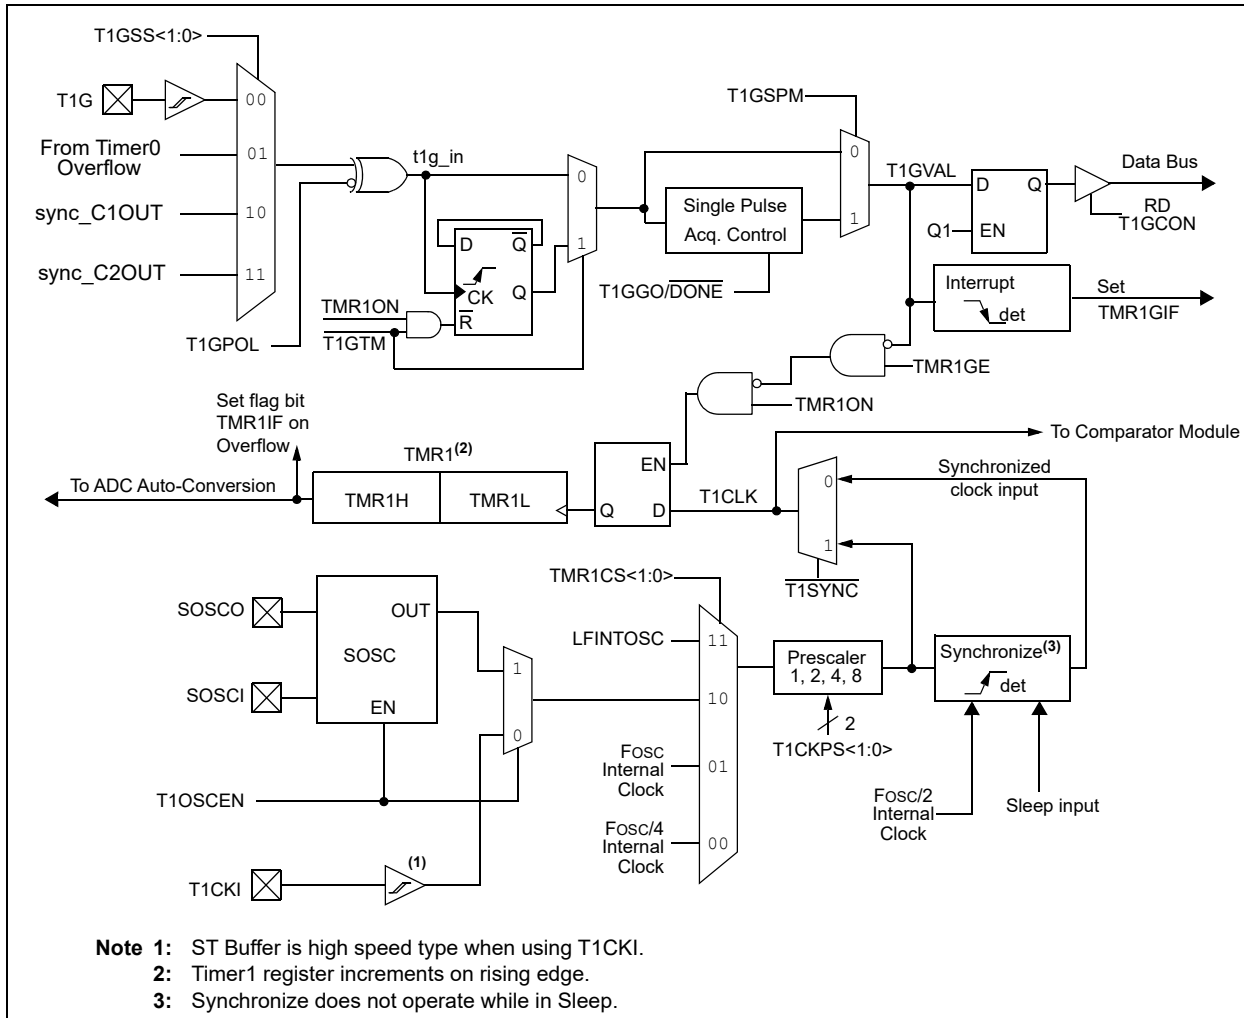 T1GSS<1:0>
T1G
00
From Timer0
Overflow
01
sync_C1OUT
10
sync_C2OUT
11
T1GPOL
t1g_in
D
Q
CK
Q
R
TMR1ON
T1GTM
0
1
Single Pulse
Acq. Control
T1GGO/DONE
T1GSPM
0
1
T1GVAL
D
Q
Q1
EN
Data Bus
RD
T1GCON
Interrupt
det
Set
TMR1GIF
TMR1GE
TMR1ON
Set flag bit
TMR1IF on
Overflow
To ADC Auto-Conversion
TMR1(2)
TMR1H
TMR1L
EN
Q
D
T1CLK
To Comparator Module
Synchronized
clock input
0
1
T1SYNC
SOSCO
SOSCI
OUT
SOSC
EN
1
0
T1OSCEN
T1CKI
(1)
TMR1CS<1:0>
LFINTOSC
11
10
FOSC
Internal
Clock
01
FOSC/4
Internal
Clock
00
Prescaler
1, 2, 4, 8
2
T1CKPS<1:0>
Synchronize(3)
det
FOSC/2
Internal
Clock
Sleep input
Note 1: ST Buffer is high speed type when using T1CKI.
2: Timer1 register increments on rising edge.
3: Synchronize does not operate while in Sleep.